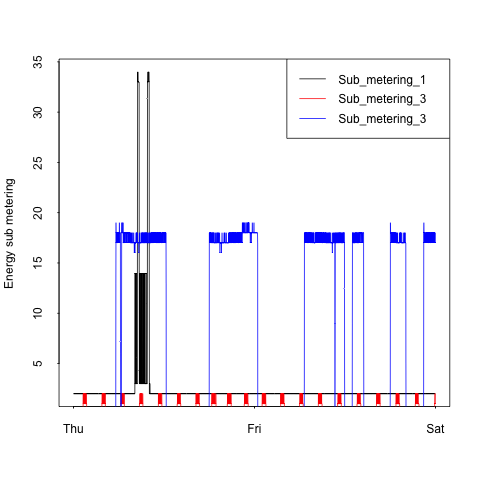 Sub_metering_1
Sub_metering_3
Sub_metering_3
Energy sub metering
35
30
25
20
15
10
5
Thu Fri Sat